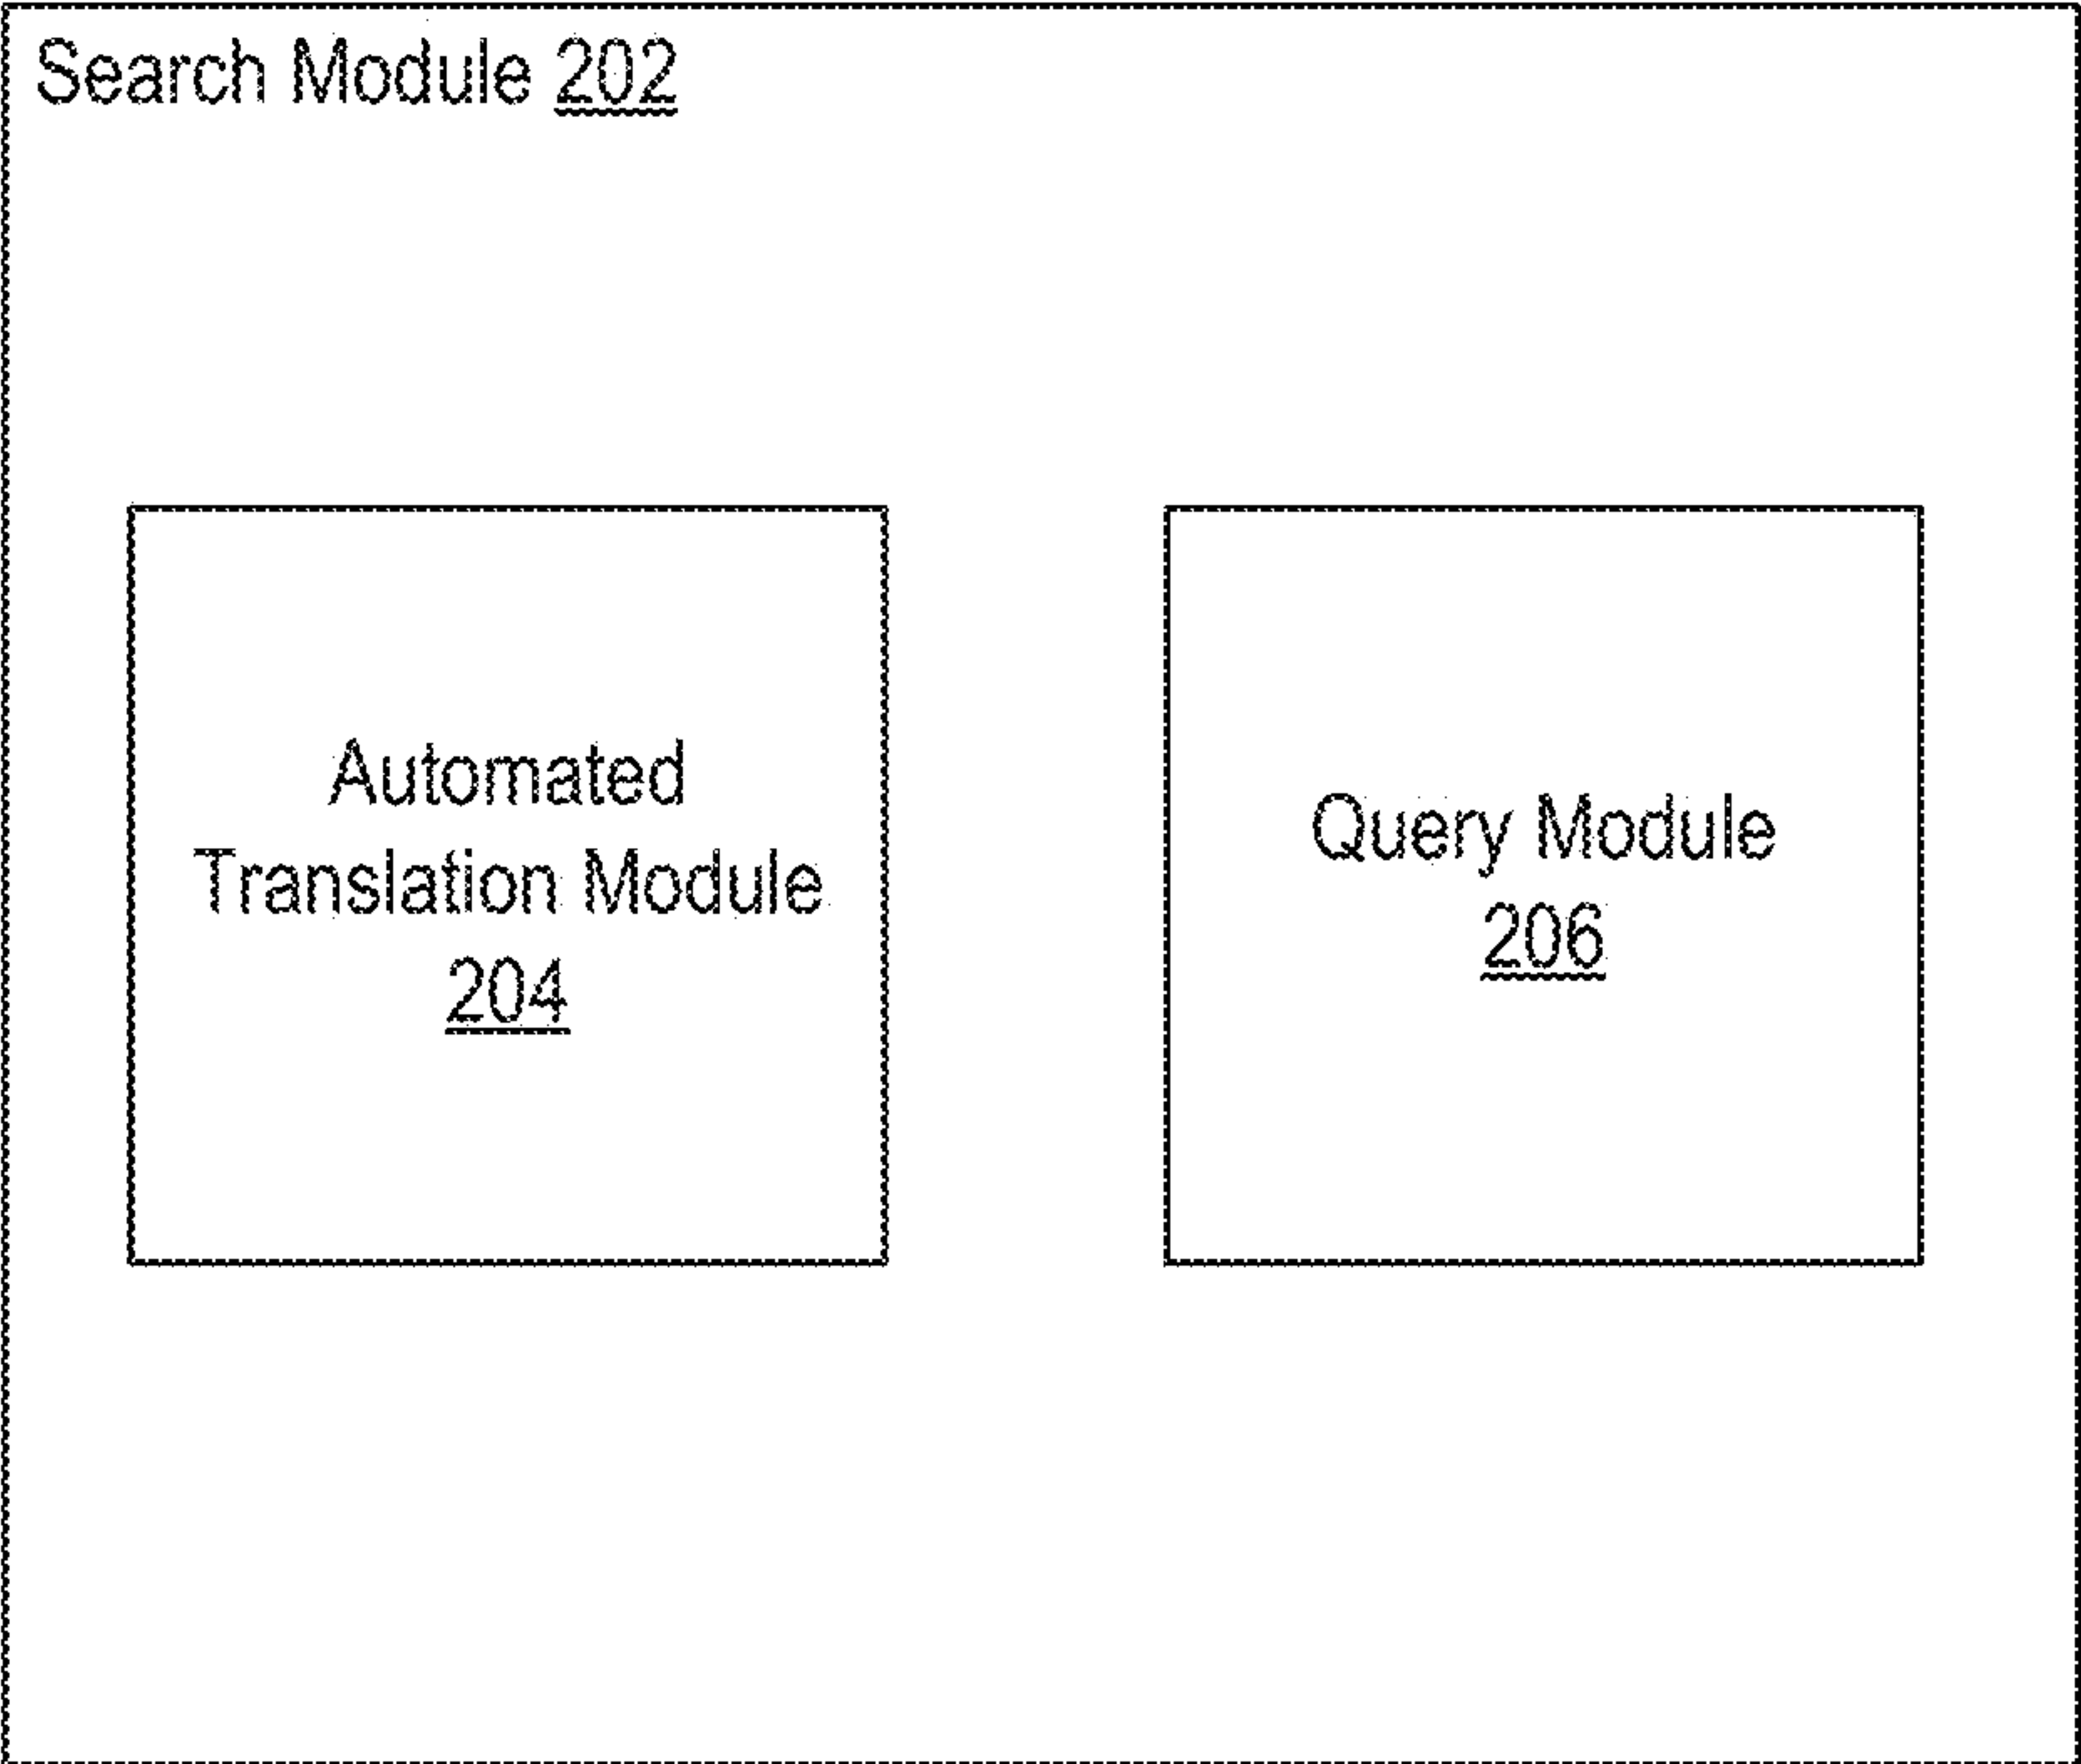 Search Module 202
Automated
Translation Module
204
Query Module
206